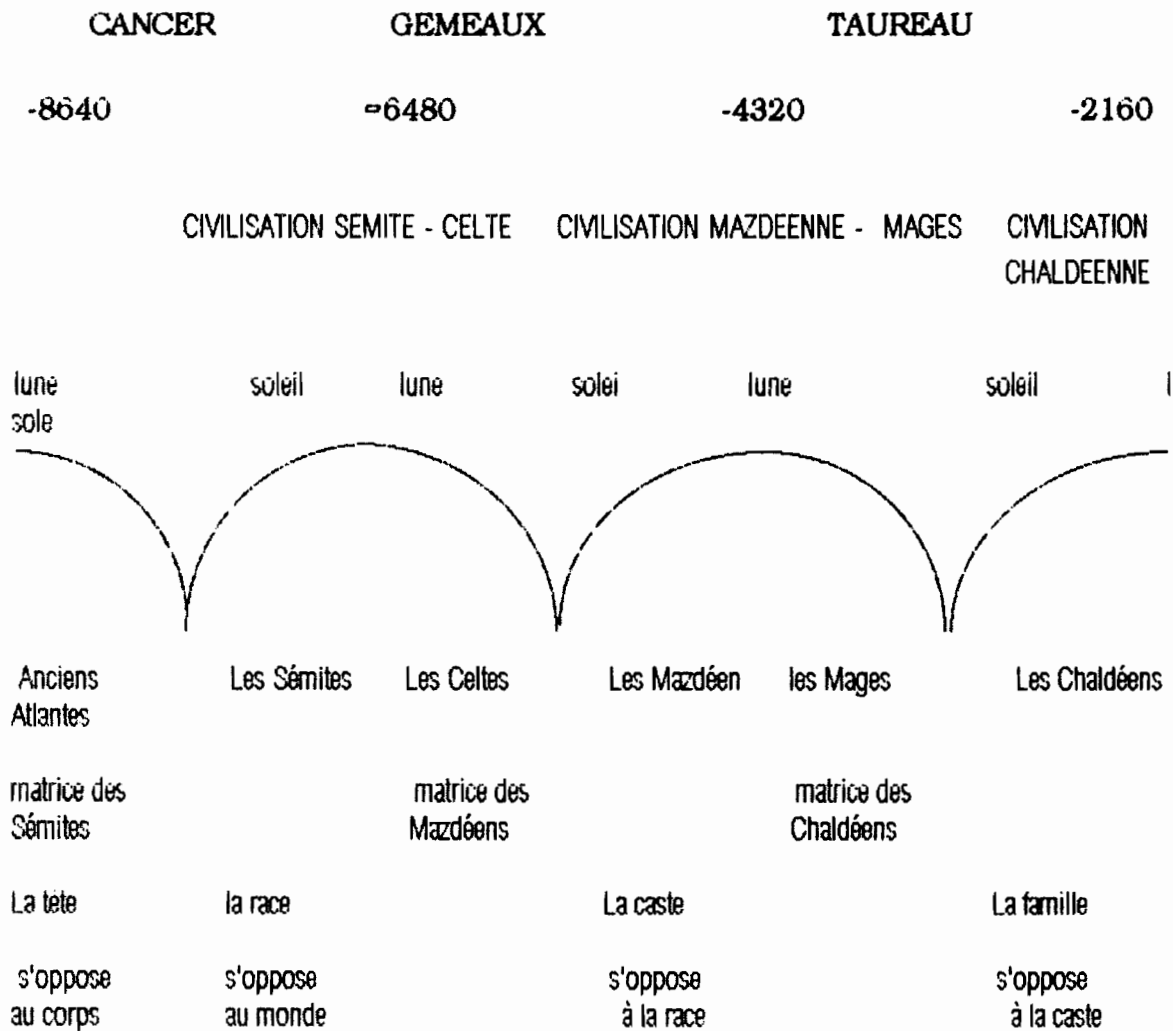 CANCER GEMEAUX TAUREAU
-8640 -6480 -4320 -2160
CIVILISATION SEMITE - CELTE CIVILISATION MAZDEENNE - MAGES CIVILISATION
CHALDEENNE
lune soleil lune solei lune soleil l
sole
Anciens Les Sémites Les Celtes Les Mazdéen les Mages Les Chaldéens
Atlantes
matrice des matrice des matrice des
Sémites Mazdéens Chaldéens
La tète la race La caste La famille
s'oppose s'oppose s'oppose s'oppose
au corps au monde à la race à la caste